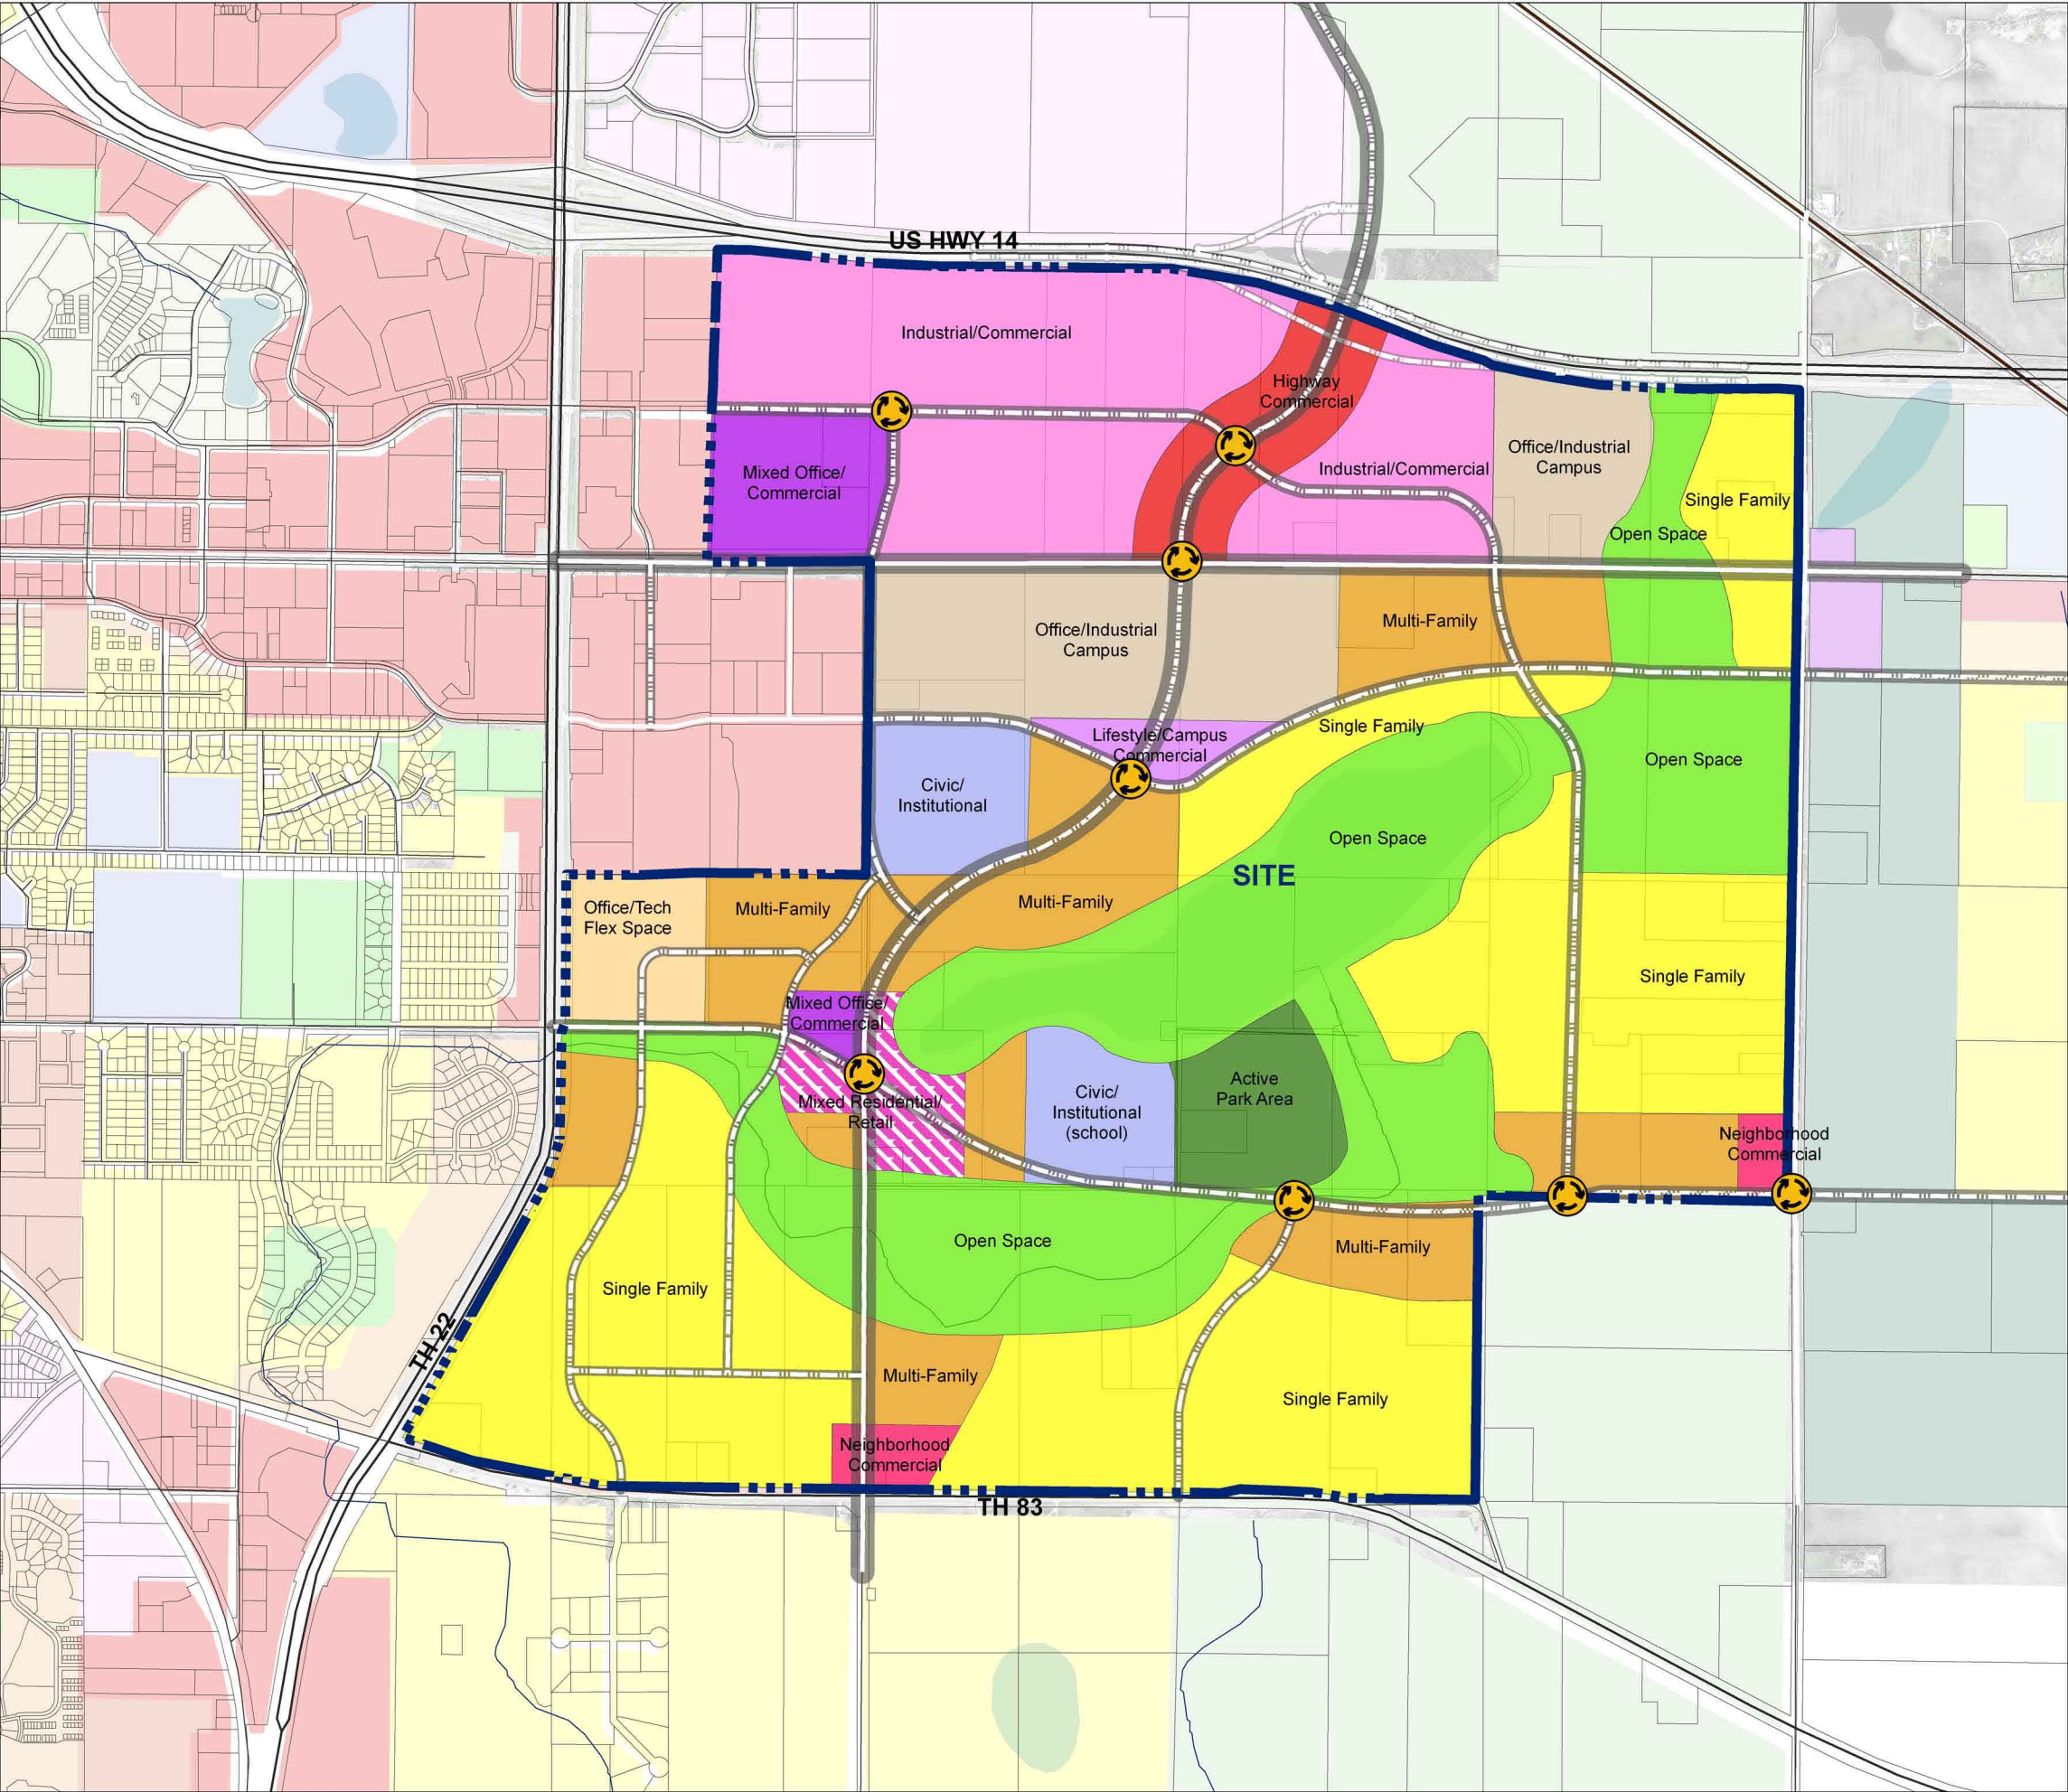 US HWY 14
Industrial/Commercial
Highway
Commercial
Mixed Office/
Commercial
Industrial/Commercial
Office/Industrial
Campus
Single Family
Open Space
Office/Industrial
Campus
Multi-Family
Lifestyle/Campus
Commercial
Single Family
Open Space
Civic/
Institutional
Open Space
SITE
Office/Tech
Flex Space
Multi-Family
Multi-Family
Single Family
Mixed Office/
Commercial
Mixed Residential/
Retail
Civic/
Institutional
(school)
Active
Park Area
Neighborhood
Commercial
Open Space
Multi-Family
Single Family
TH 22
Multi-Family
Single Family
Neighborhood
Commercial
TH 83